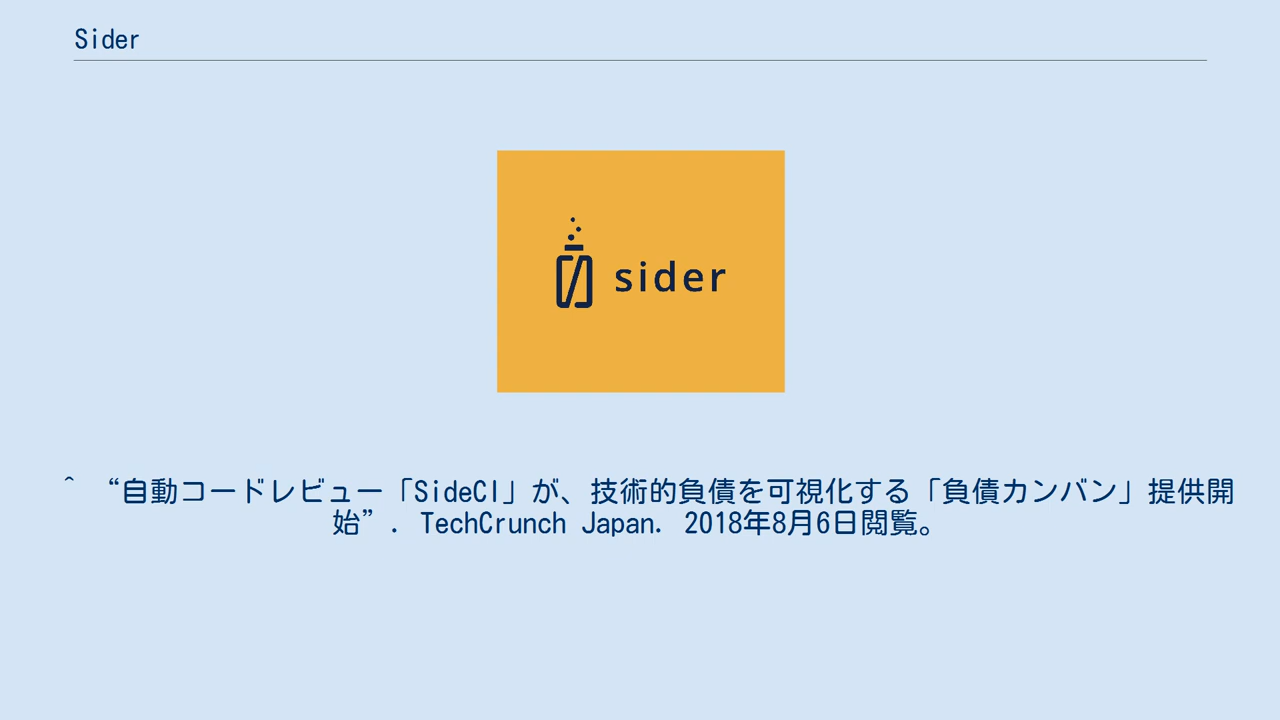 Sider
sider
^ “自動コードレビュー「SideCI」が、技術的負債を可視化する「負債カンバン」提供開
始”. TechCrunch Japan. 2018年8月6日閲覧。